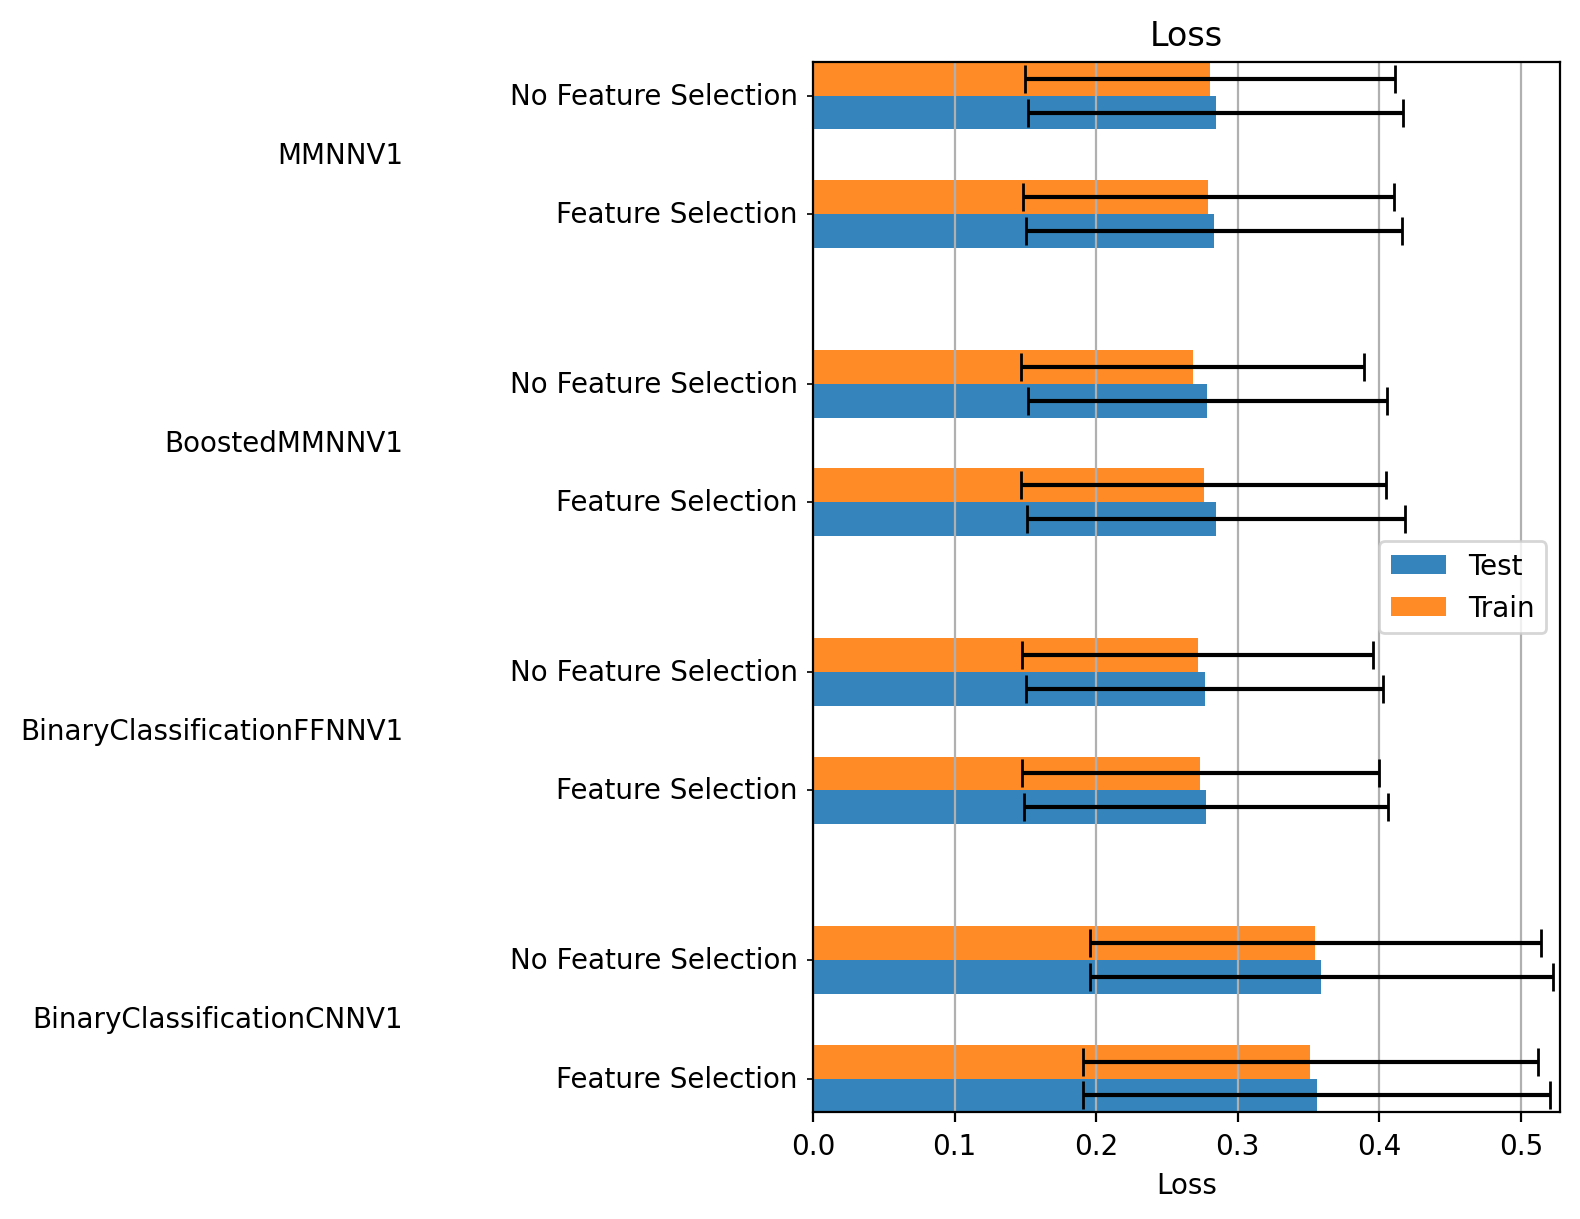 Loss
No Feature Selection
MMNNV1
Feature Selection
No Feature Selection
BoostedMMNNV1
Feature Selection
Test
Train
No Feature Selection
BinaryClassificationFFNNV1
Feature Selection
No Feature Selection
BinaryClassificationCNNV1
Feature Selection
0.0 0.1 0.2 0.3 0.4 0.5
Loss